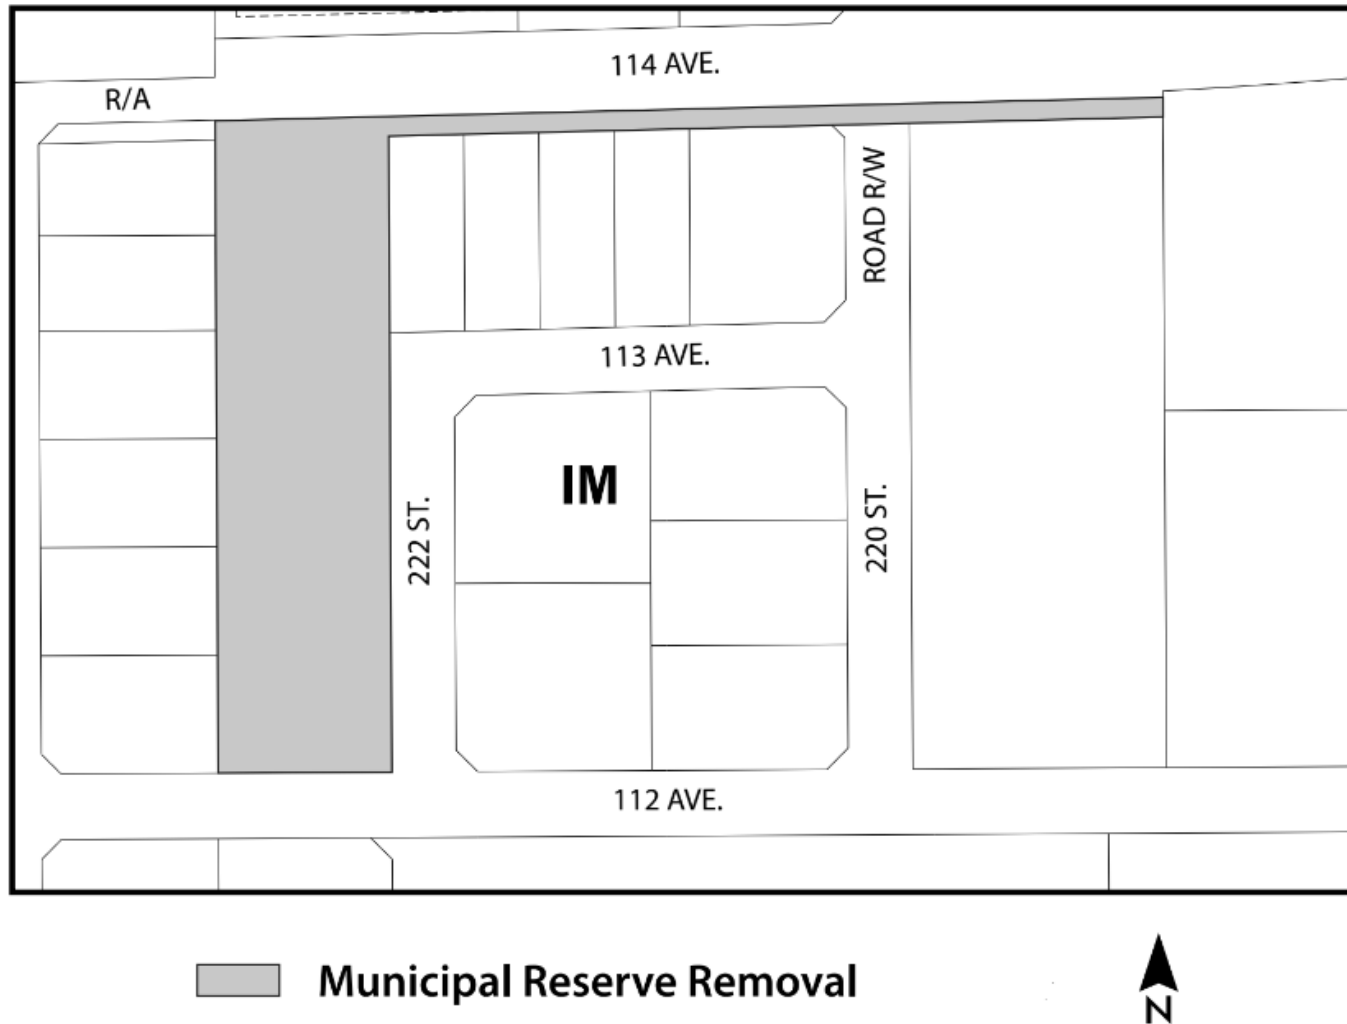 114 AVE.
R/A
ROAD R/W
113 AVE.
IM
222 ST.
220 ST.
112 AVE.
Municipal Reserve Removal
N